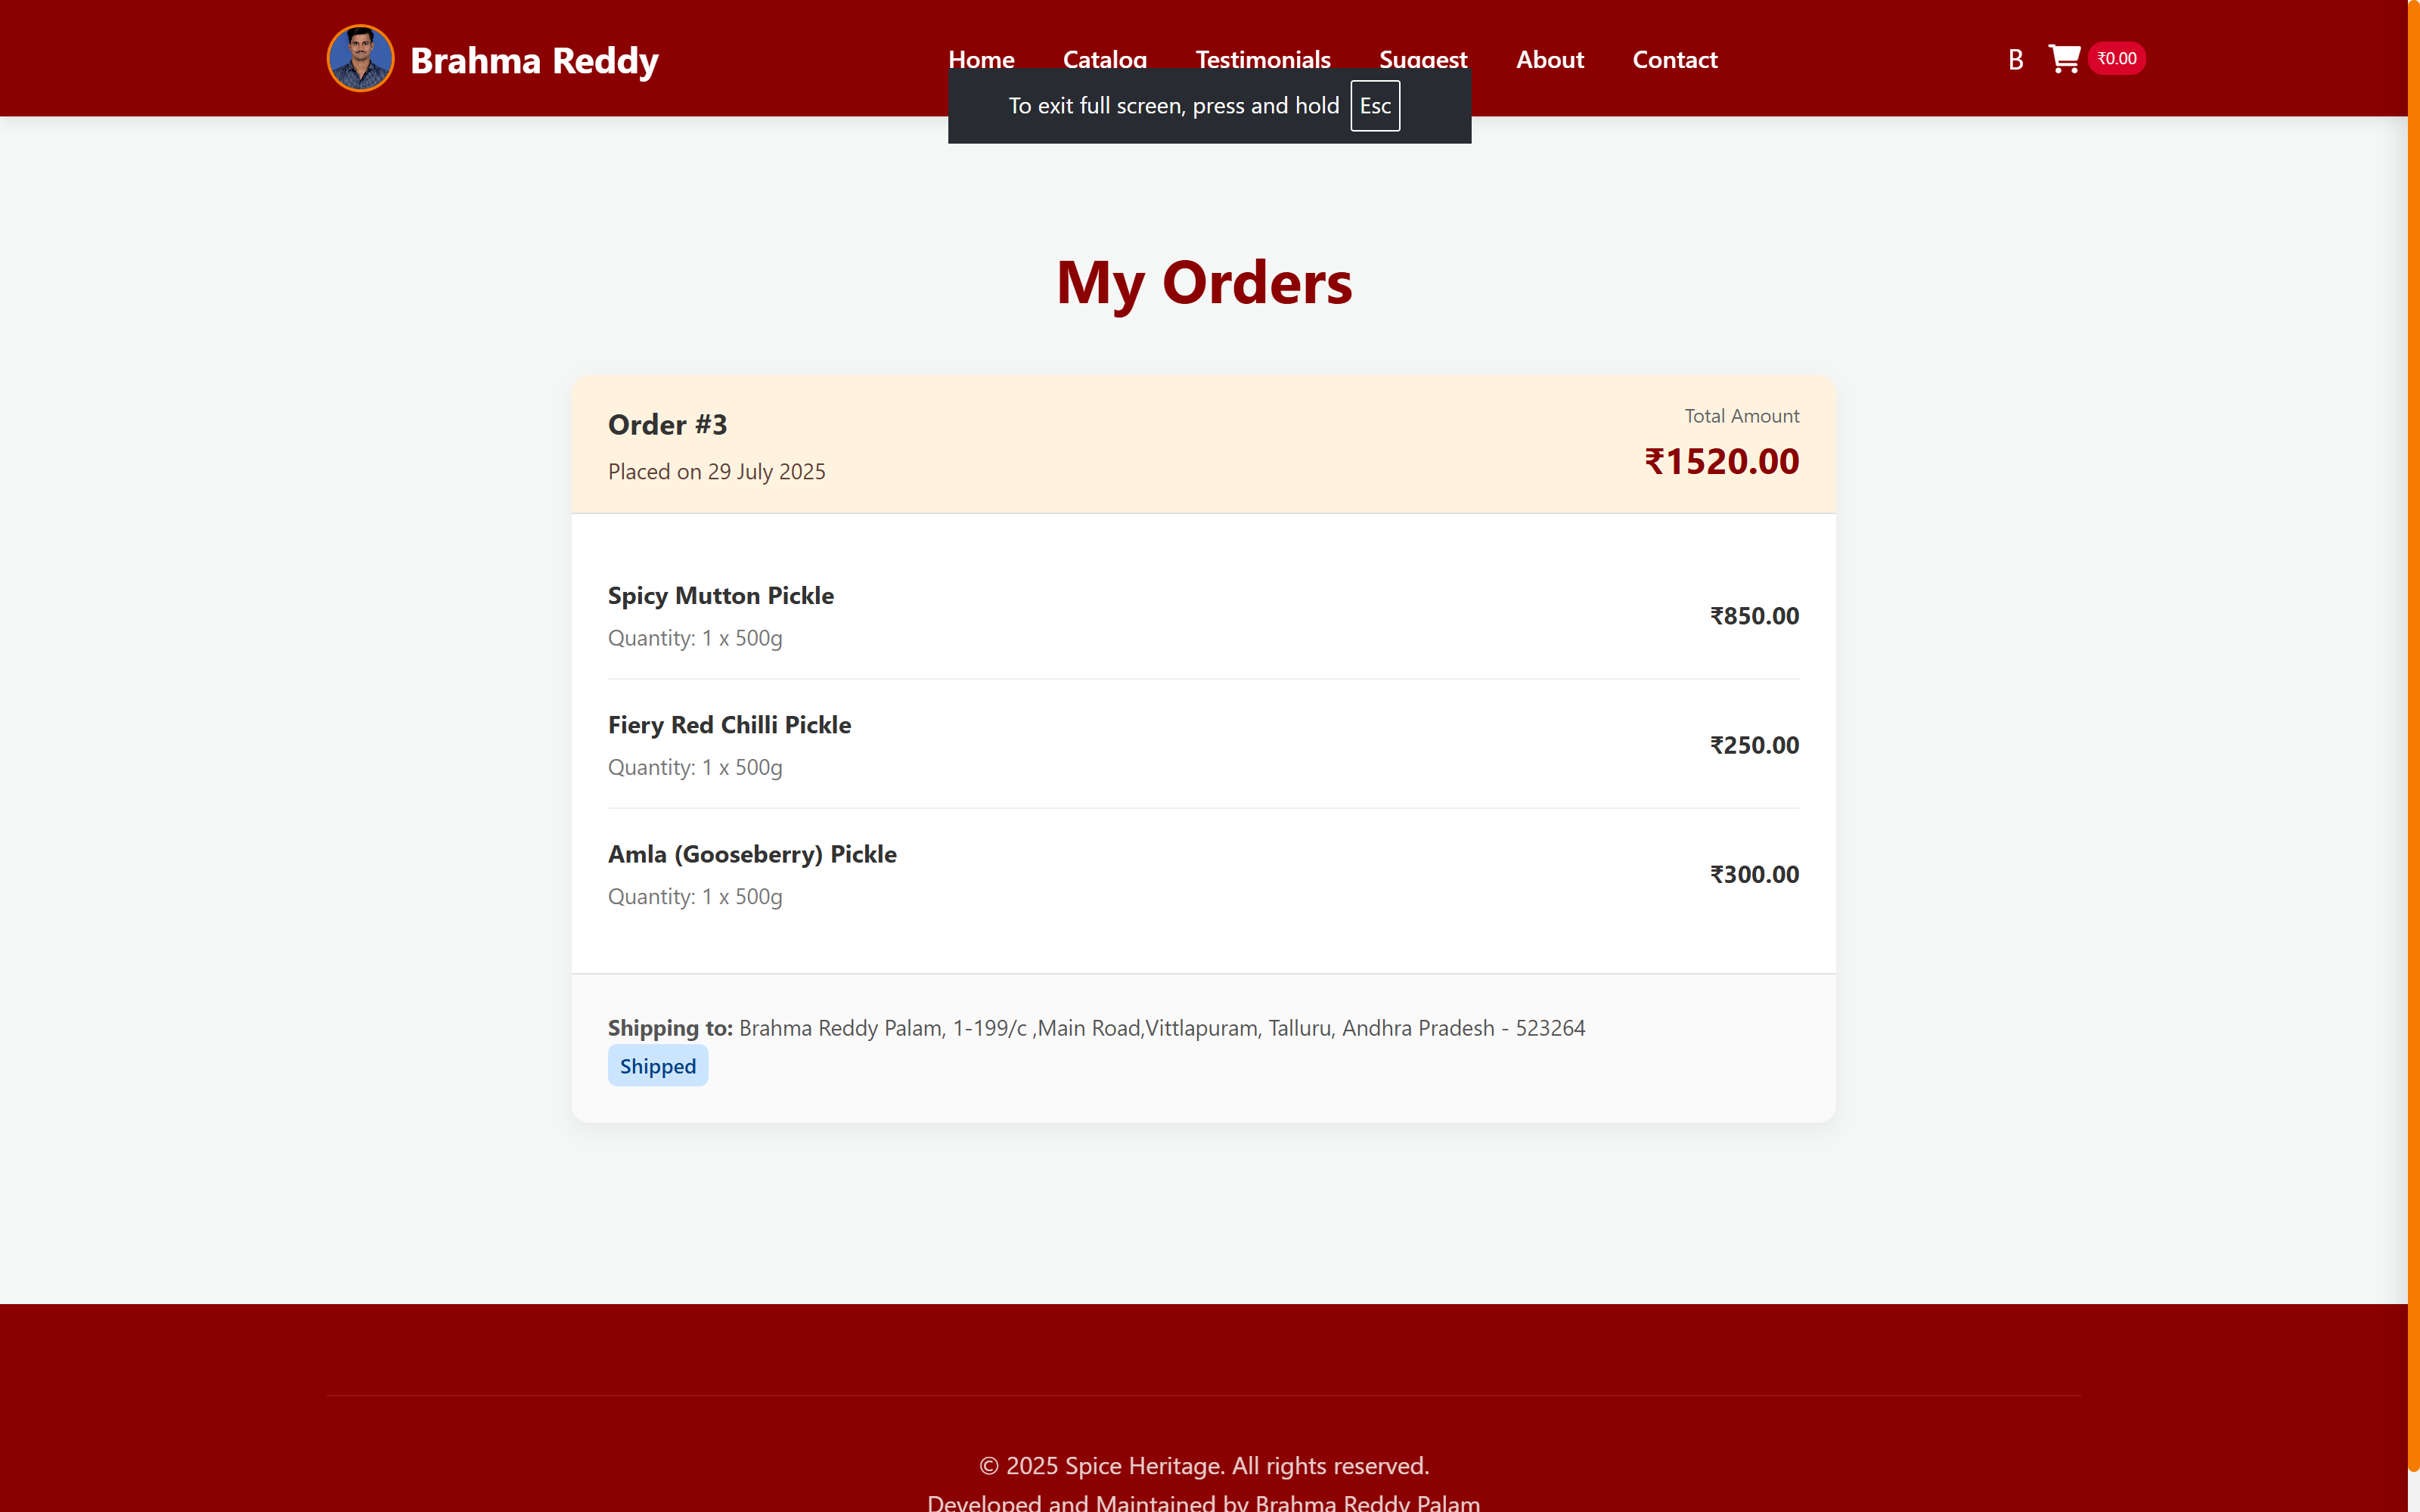 Brahma Reddy
Home Catalog Testimonials Suggest About Contact
B ₹0.00
To exit full screen, press and hold Esc
My Orders
Order #3
Placed on 29 July 2025
Total Amount
₹1520.00
Spicy Mutton Pickle
Quantity: 1 x 500g
₹850.00
Fiery Red Chilli Pickle
Quantity: 1 x 500g
₹250.00
Amla (Gooseberry) Pickle
Quantity: 1 x 500g
₹300.00
Shipping to: Brahma Reddy Palam, 1-199/c ,Main Road,Vittlapuram, Talluru, Andhra Pradesh - 523264
Shipped
© 2025 Spice Heritage. All rights reserved.
Developed and Maintained by Brahma Reddy Palam